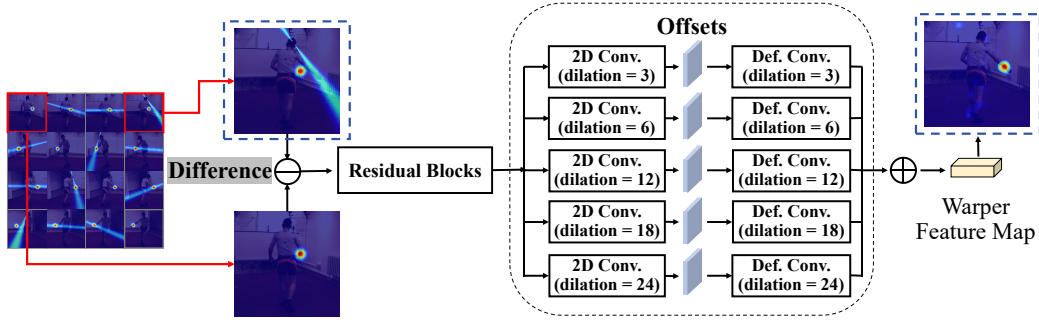 Offsets
2D Conv.
(dilation = 3)
Def. Conv.
(dilation = 3)
2D Conv.
(dilation = 6)
Def. Conv.
(dilation = 6)
Difference
Residual Blocks
2D Conv.
(dilation = 12)
Def. Conv.
(dilation = 12)
2D Conv.
(dilation = 18)
Def. Conv.
(dilation = 18)
2D Conv.
(dilation = 24)
Def. Conv.
(dilation = 24)
Warper
Feature Map